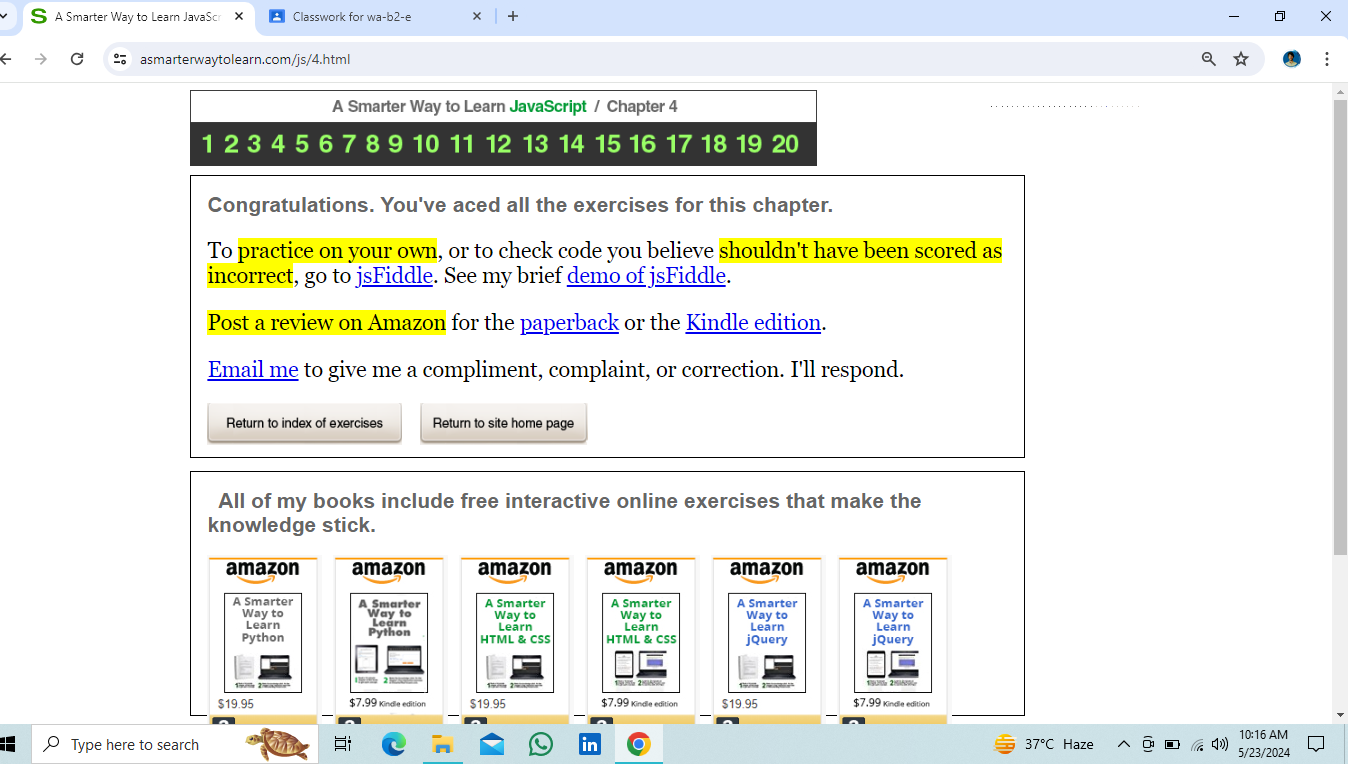 A Smarter Way to Learn JavaScr
Classwork for wa-b2-e
asmarterwaytolearn.com/js/4.html
A Smarter Way to Learn JavaScript / Chapter 4
1 2 3 4 5 6 7 8 9 10 11 12 13 14 15 16 17 18 19 20
Congratulations. You've aced all the exercises for this chapter.
To practice on your own, or to check code you believe shouldn't have been scored as
incorrect, go to jsFiddle. See my brief demo of jsFiddle.
Post a review on Amazon for the paperback or the Kindle edition.
Email me to give me a compliment, complaint, or correction. I'll respond.
Return to index of exercises Return to site home page
All of my books include free interactive online exercises that make the
knowledge stick.
amazon amazon amazon amazon amazon amazon
A Smarter A Smarter A Smarter A Smarter A Smarter A Smarter
Way to Way to Way to Way to Way to Way to
Learn Learn Learn Learn Learn Learn
Python Python HTML & CSS HTML & CSS jQuery jQuery
$19.95 $7.99 Kindle edition $19.95 $7.99 Kindle edition $19.95 $7.99 Kindle edition
Type here to search
37°C Haze
10:16 AM
5/23/2024